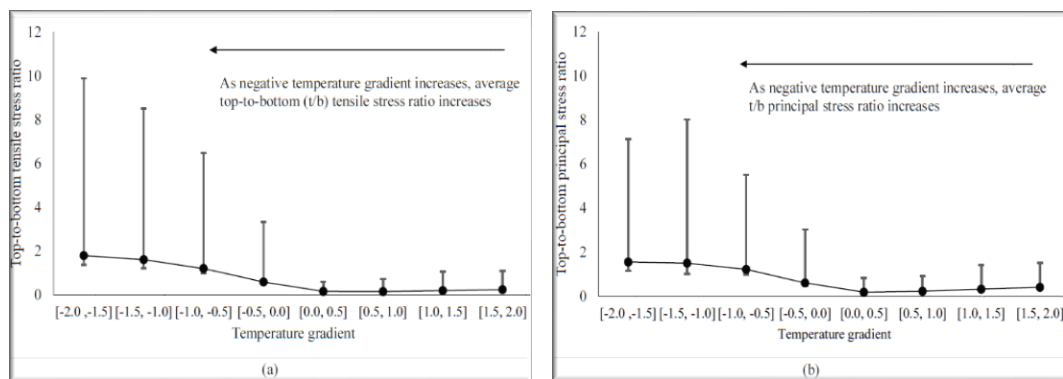 12
10
8
6
4
2
0
Top-to-bottom tensile stress ratio
As negative temperature gradient increases, average
top-to-bottom (t/b) tensile stress ratio increases
[-2.0 ,-1.5] [-1.5, -1.0] [-1.0, -0.5] [-0.5, 0.0] [0.0, 0.5] [0.5, 1.0] [1.0, 1.5] [1.5, 2.0]
Temperature gradient
(a)
12
10
8
6
4
2
0
Top-to-bottom principal stress ratio
As negative temperature gradient increases, average
t/b principal stress ratio increases
[-2.0 ,-1.5] [-1.5, -1.0] [-1.0, -0.5] [-0.5, 0.0] [0.0, 0.5] [0.5, 1.0] [1.0, 1.5] [1.5, 2.0]
Temperature gradient
(b)